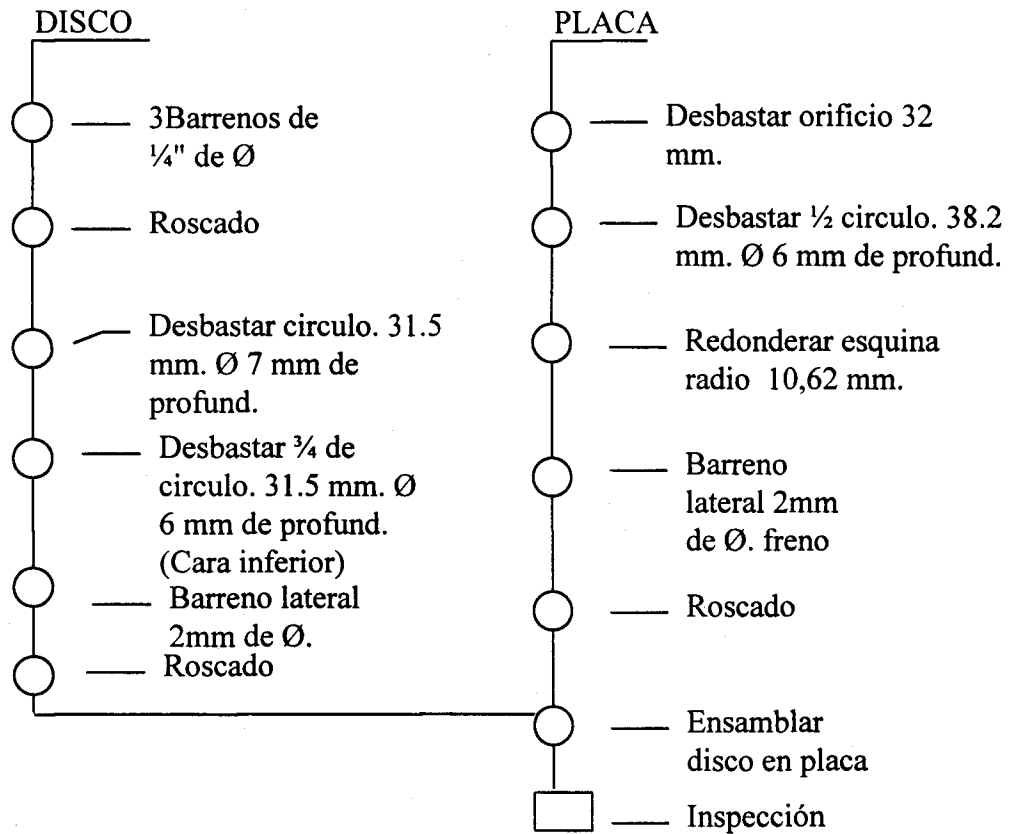 DISCO
3Barrenos de
¼" de Ø
Roscado
Desbastar circulo. 31.5
mm. Ø 7 mm de
profund.
Desbastar ¾ de
circulo. 31.5 mm. Ø
6 mm de profund.
(Cara inferior)
Barreno lateral
2mm de Ø.
Roscado
PLACA
Desbastar orificio 32
mm.
Desbastar ½ circulo. 38.2
mm. Ø 6 mm de profund.
Redonderar esquina
radio 10,62 mm.
Barreno
lateral 2mm
de Ø. freno
Roscado
Ensamblar
disco en placa
Inspección